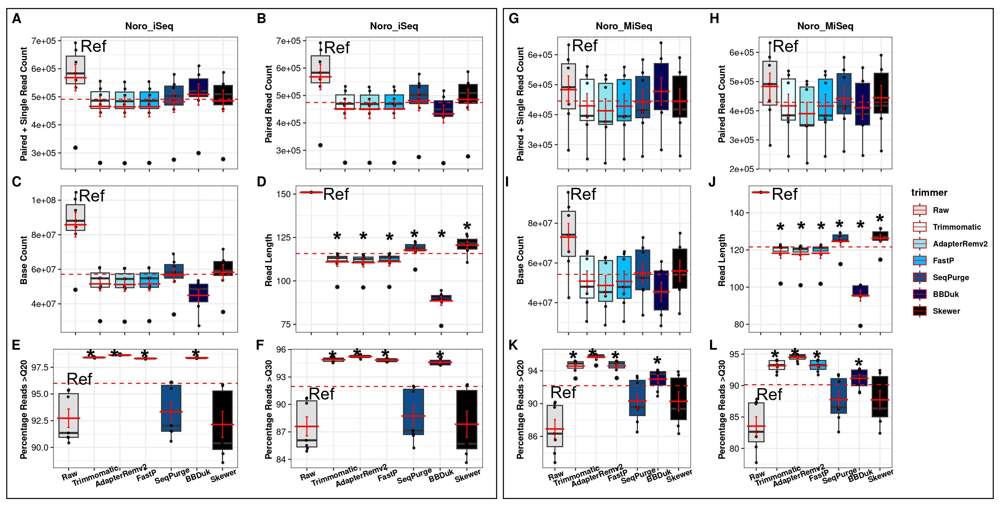 A
Noro_iSeq
Paired + Single Read Count
7e+05
6e+05
5e+05
4e+05
3e+05
Ref
B
Noro_iSeq
Paired Read Count
7e+05
6e+05
5e+05
4e+05
3e+05
Ref
C
Base Count
1e+08
8e+07
6e+07
4e+07
Ref
D
Read Length
150
125
100
75
Ref
* * * * * *
E
Percentage Reads >Q20
97.5
95.0
92.5
90.0
Ref
* * * *
Raw
Trimmomatic
AdapterRemv2
FastP
SeqPurge
BBDuk
Skewer
F
Percentage Reads >Q30
96
93
90
87
84
Ref
* * * *
Raw
Trimmomatic
AdapterRemv2
FastP
SeqPurge
BBDuk
Skewer
G
Noro_MiSeq
Paired + Single Read Count
6e+05
5e+05
4e+05
3e+05
Ref
H
Noro_MiSeq
Paired Read Count
6e+05
5e+05
4e+05
3e+05
2e+05
Ref
I
Base Count
8e+07
6e+07
4e+07
Ref
J
Read Length
140
120
100
80
Ref
* * * * * *
K
Percentage Reads >Q20
94
90
86
Ref
* * * *
Raw
Trimmomatic
AdapterRemv2
FastP
SeqPurge
BBDuk
Skewer
L
Percentage Reads >Q30
95
90
85
80
Ref
* * * *
Raw
Trimmomatic
AdapterRemv2
FastP
SeqPurge
BBDuk
Skewer
trimmer
Raw
Trimmomatic
AdapterRemv2
FastP
SeqPurge
BBDuk
Skewer